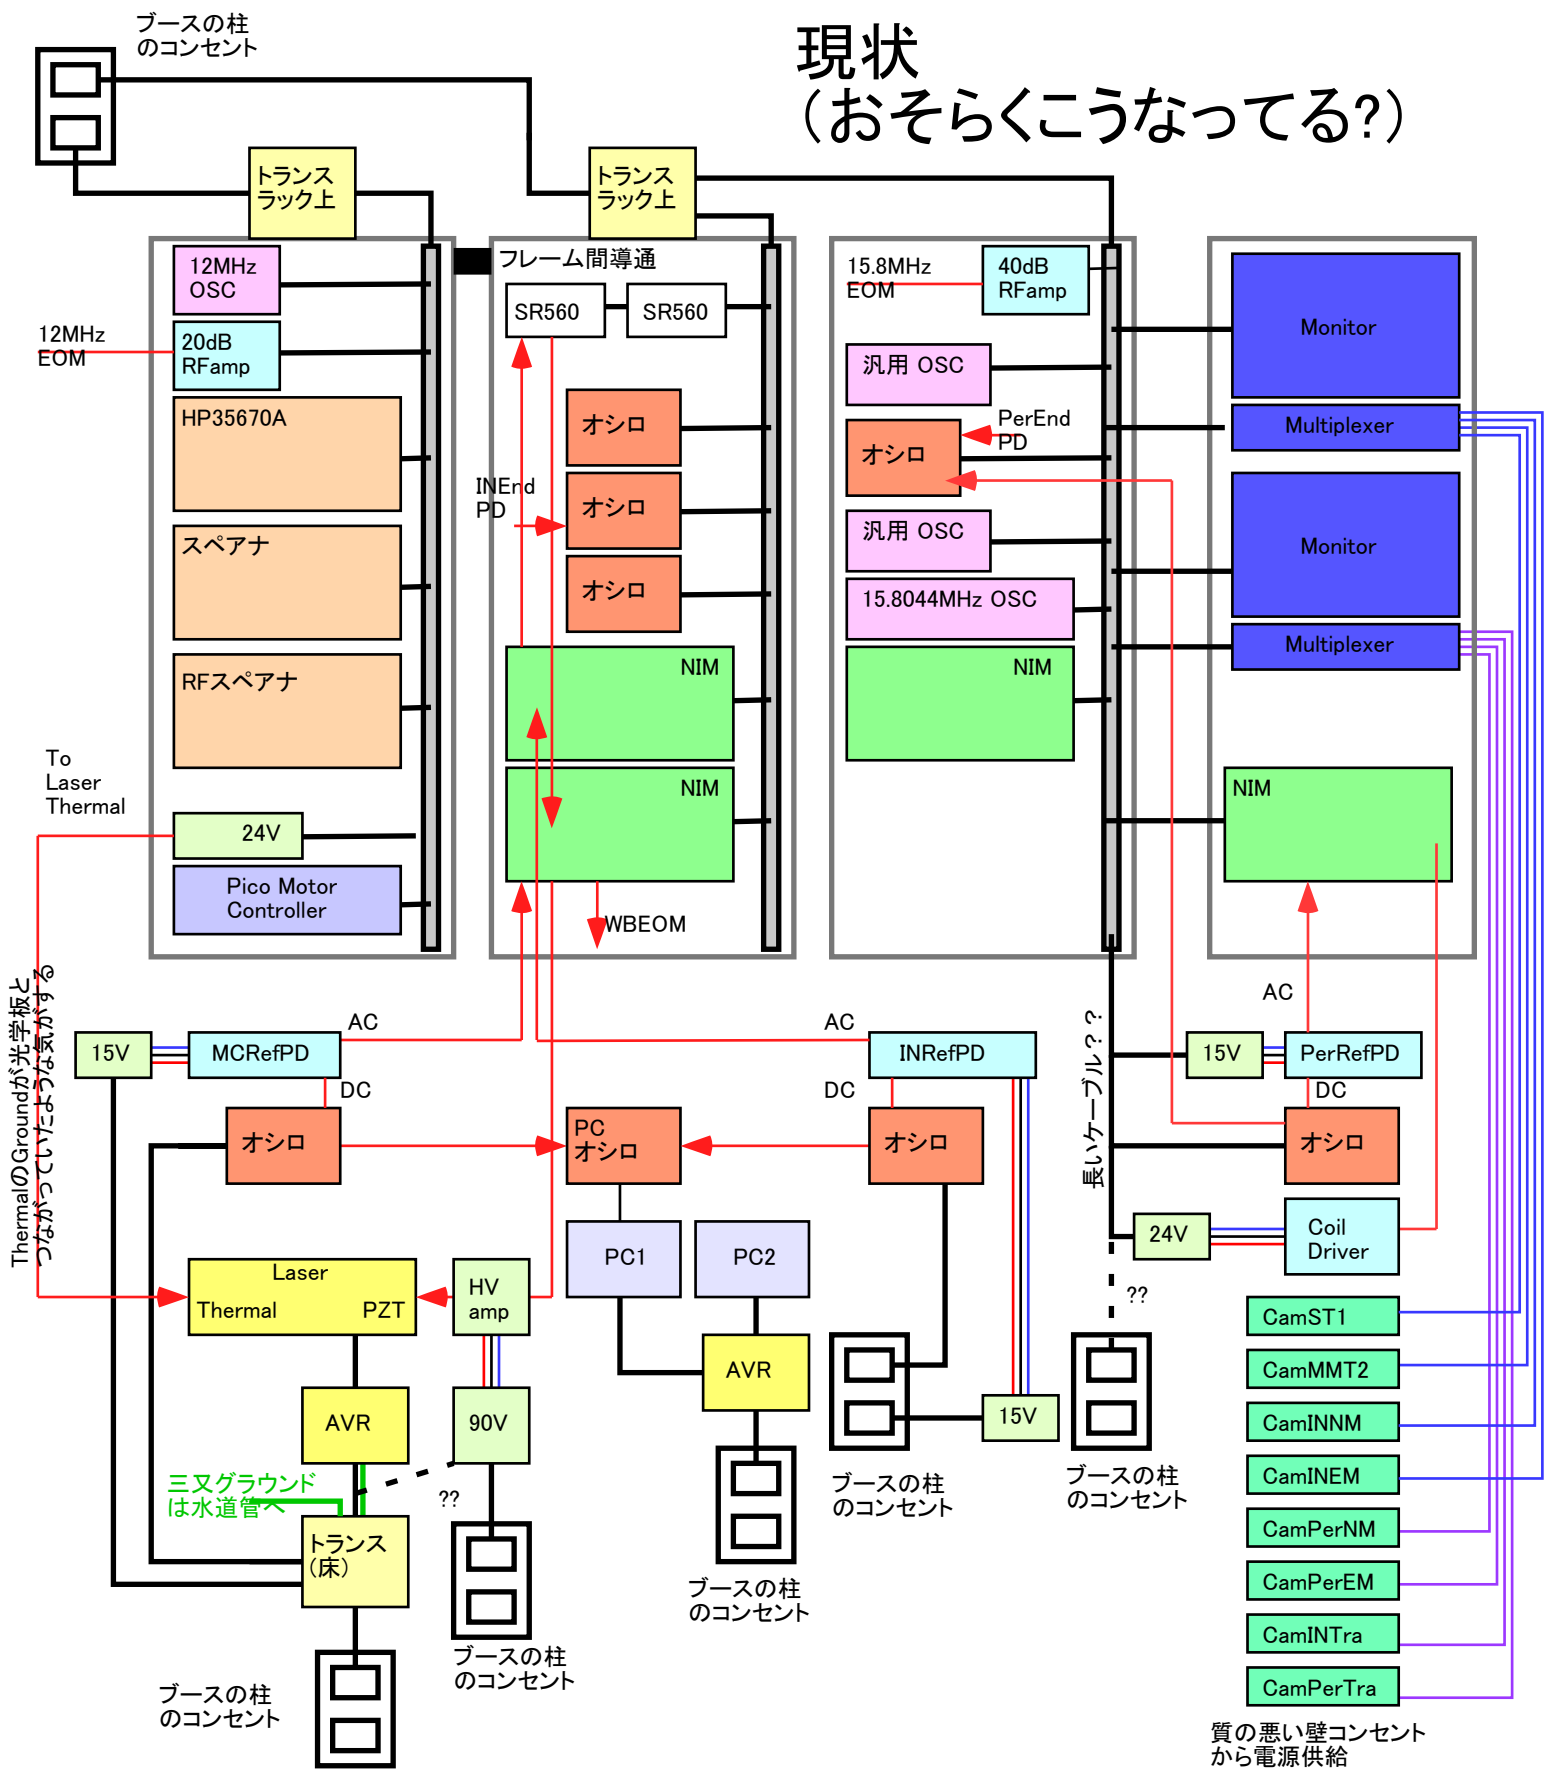 ブースの柱
のコンセント
現状
（おそらくこうなってる？）
トランス
ラック上
トランス
ラック上
12MHz
OSC
12MHz
EOM
20dB
RFamp
HP35670A
スペアナ
RFスペアナ
To
Laser
Thermal
24V
Pico Motor
Controller
フレーム間導通
SR560
SR560
オシロ
INEnd
PD
オシロ
オシロ
NIM
NIM
WBEOM
15.8MHz
EOM
40dB
RFamp
汎用 OSC
PerEnd
PD
オシロ
汎用 OSC
15.8044MHz OSC
NIM
Monitor
Multiplexer
Monitor
Multiplexer
NIM
ThermalのGroundが光学板と
つながっていたような気がする
15V
MCRefPD
AC
DC
オシロ
PC
オシロ
AC
INRefPD
DC
オシロ
長いケーブル？？
AC
15V
PerRefPD
DC
オシロ
24V
Coil
Driver
??
Laser
Thermal
PZT
HV
amp
PC1
PC2
AVR
90V
AVR
15V
三又グラウンド
は水道管へ
??
トランス
（床）
ブースの柱
のコンセント
ブースの柱
のコンセント
ブースの柱
のコンセント
ブースの柱
のコンセント
ブースの柱
のコンセント
CamST1
CamMMT2
CamINNM
CamINEM
CamPerNM
CamPerEM
CamINTra
CamPerTra
質の悪い壁コンセント
から電源供給